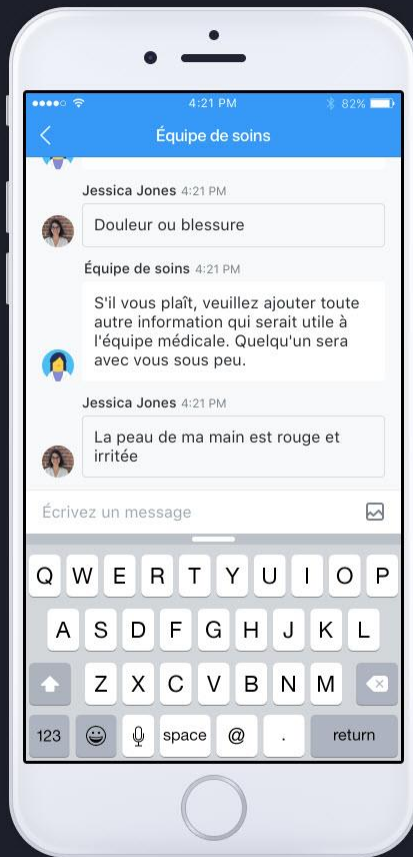 4:21 PM
82%
Équipe de soins
Jessica Jones 4:21 PM
Douleur ou blessure
Équipe de soins 4:21 PM
S'il vous plaît, veuillez ajouter toute
autre information qui serait utile à
l'équipe médicale. Quelqu'un sera
avec vous sous peu.
Jessica Jones 4:21 PM
La peau de ma main est rouge et
irritée
Écrivez un message
Q W E R T Y U I O P
A S D F G H J K L
Z X C V B N M
123 space @ . return